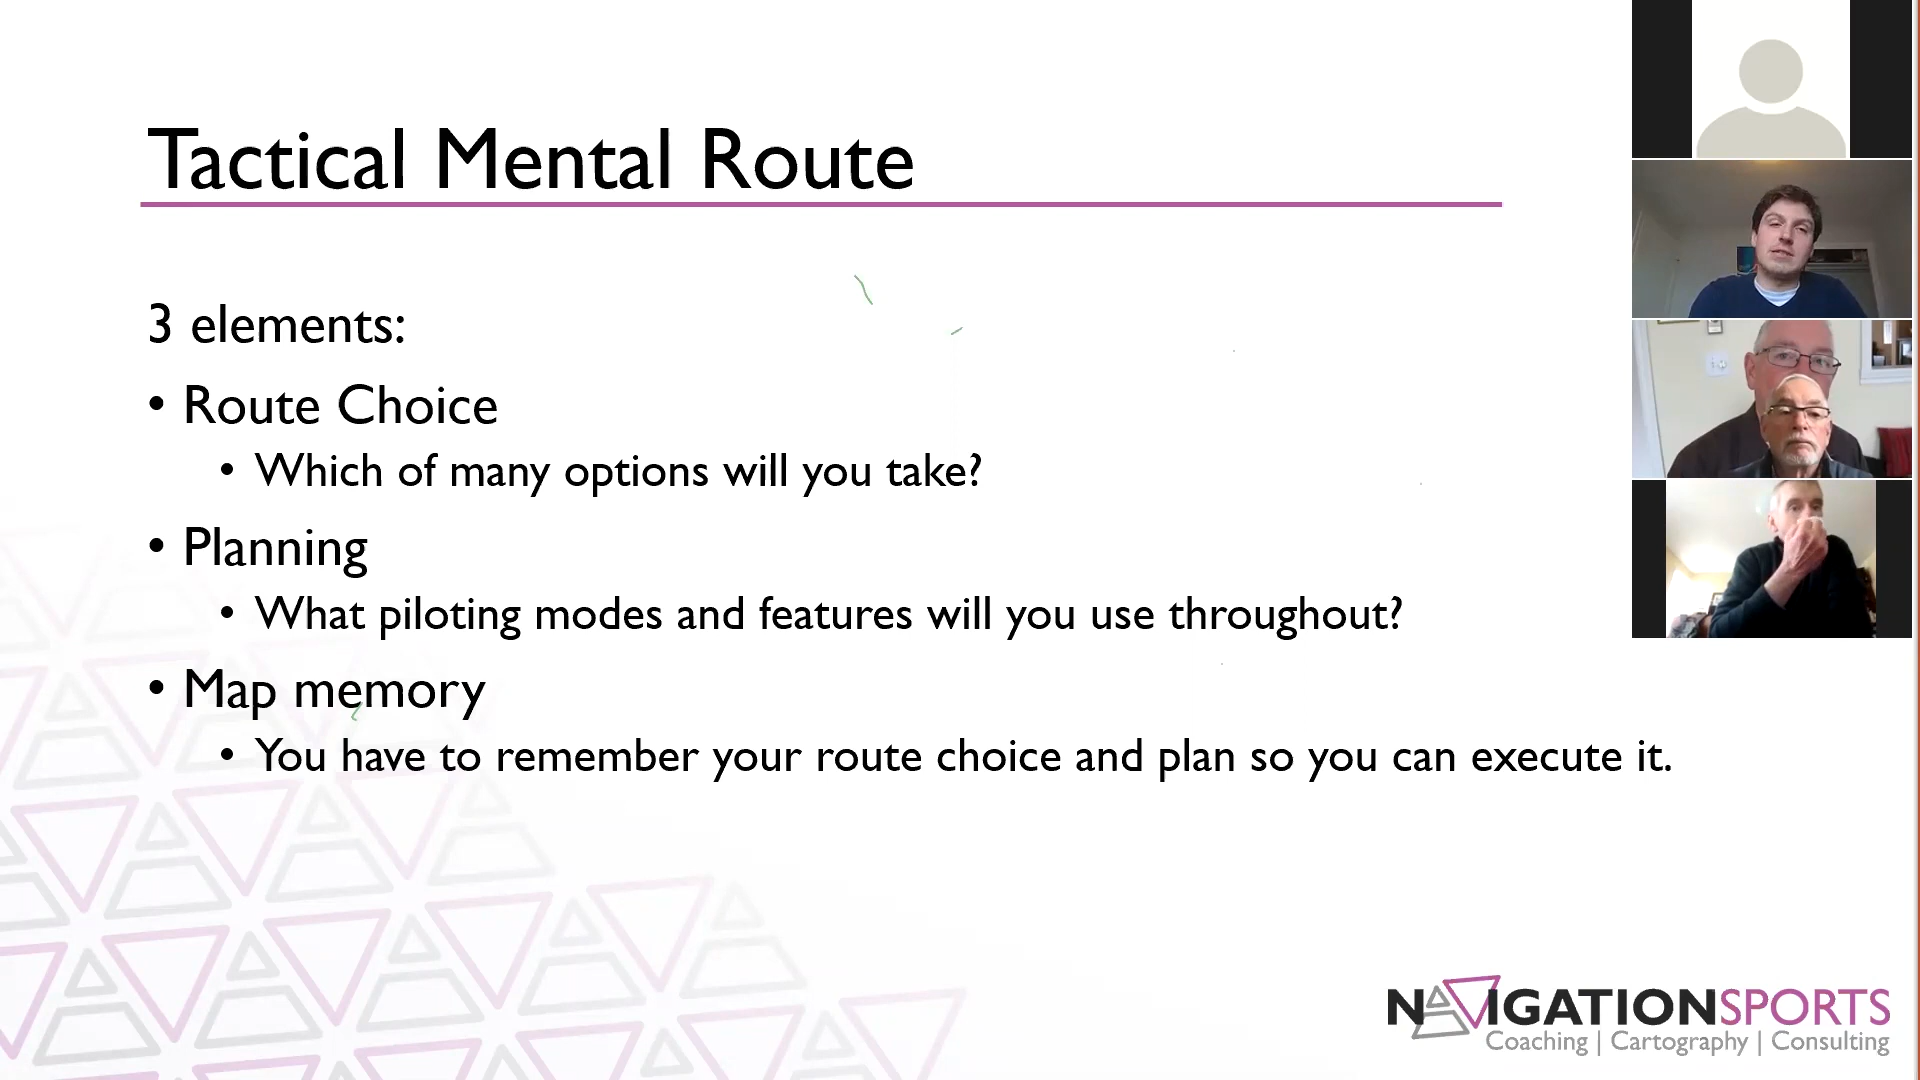 Tactical Mental Route
3 elements:
• Route Choice
• Which of many options will you take?
• Planning
• What piloting modes and features will you use throughout?
• Map memory
• You have to remember your route choice and plan so you can execute it.
NAVIGATIONSPORTS
Coaching | Cartography | Consulting